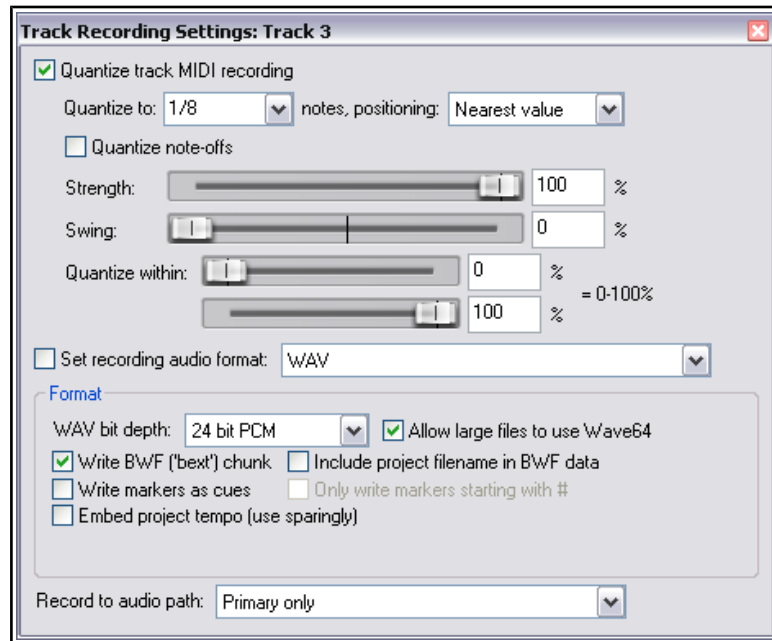 Track Recording Settings: Track 3
Quantize track MIDI recording
Quantize to: 1/8 notes, positioning: Nearest value
Quantize note-offs
Strength: 100 %
Swing: 0 %
Quantize within: 0 %
= 0-100%
100 %
Set recording audio format: WAV
Format
WAV bit depth: 24 bit PCM Allow large files to use Wave64
Write BWF ('bext') chunk Include project filename in BWF data
Write markers as cues Only write markers starting with #
Embed project tempo (use sparingly)
Record to audio path: Primary only